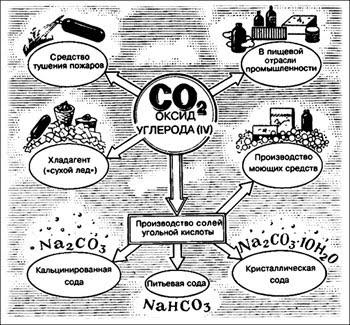 Средство
тушения пожаров
В пищевой
отрасли
промышленности
CO₂
ОКСИД
УГЛЕРОДА (IV)
Хладагент
(«сухой лед»)
Производство
моющих средств
Производство солей
угольной кислоты
Na₂CO₃
Na₂CO₃·10H₂O
Кальцинированная
сода
Питьевая сода
Кристаллическая
сода
NaHCO₃